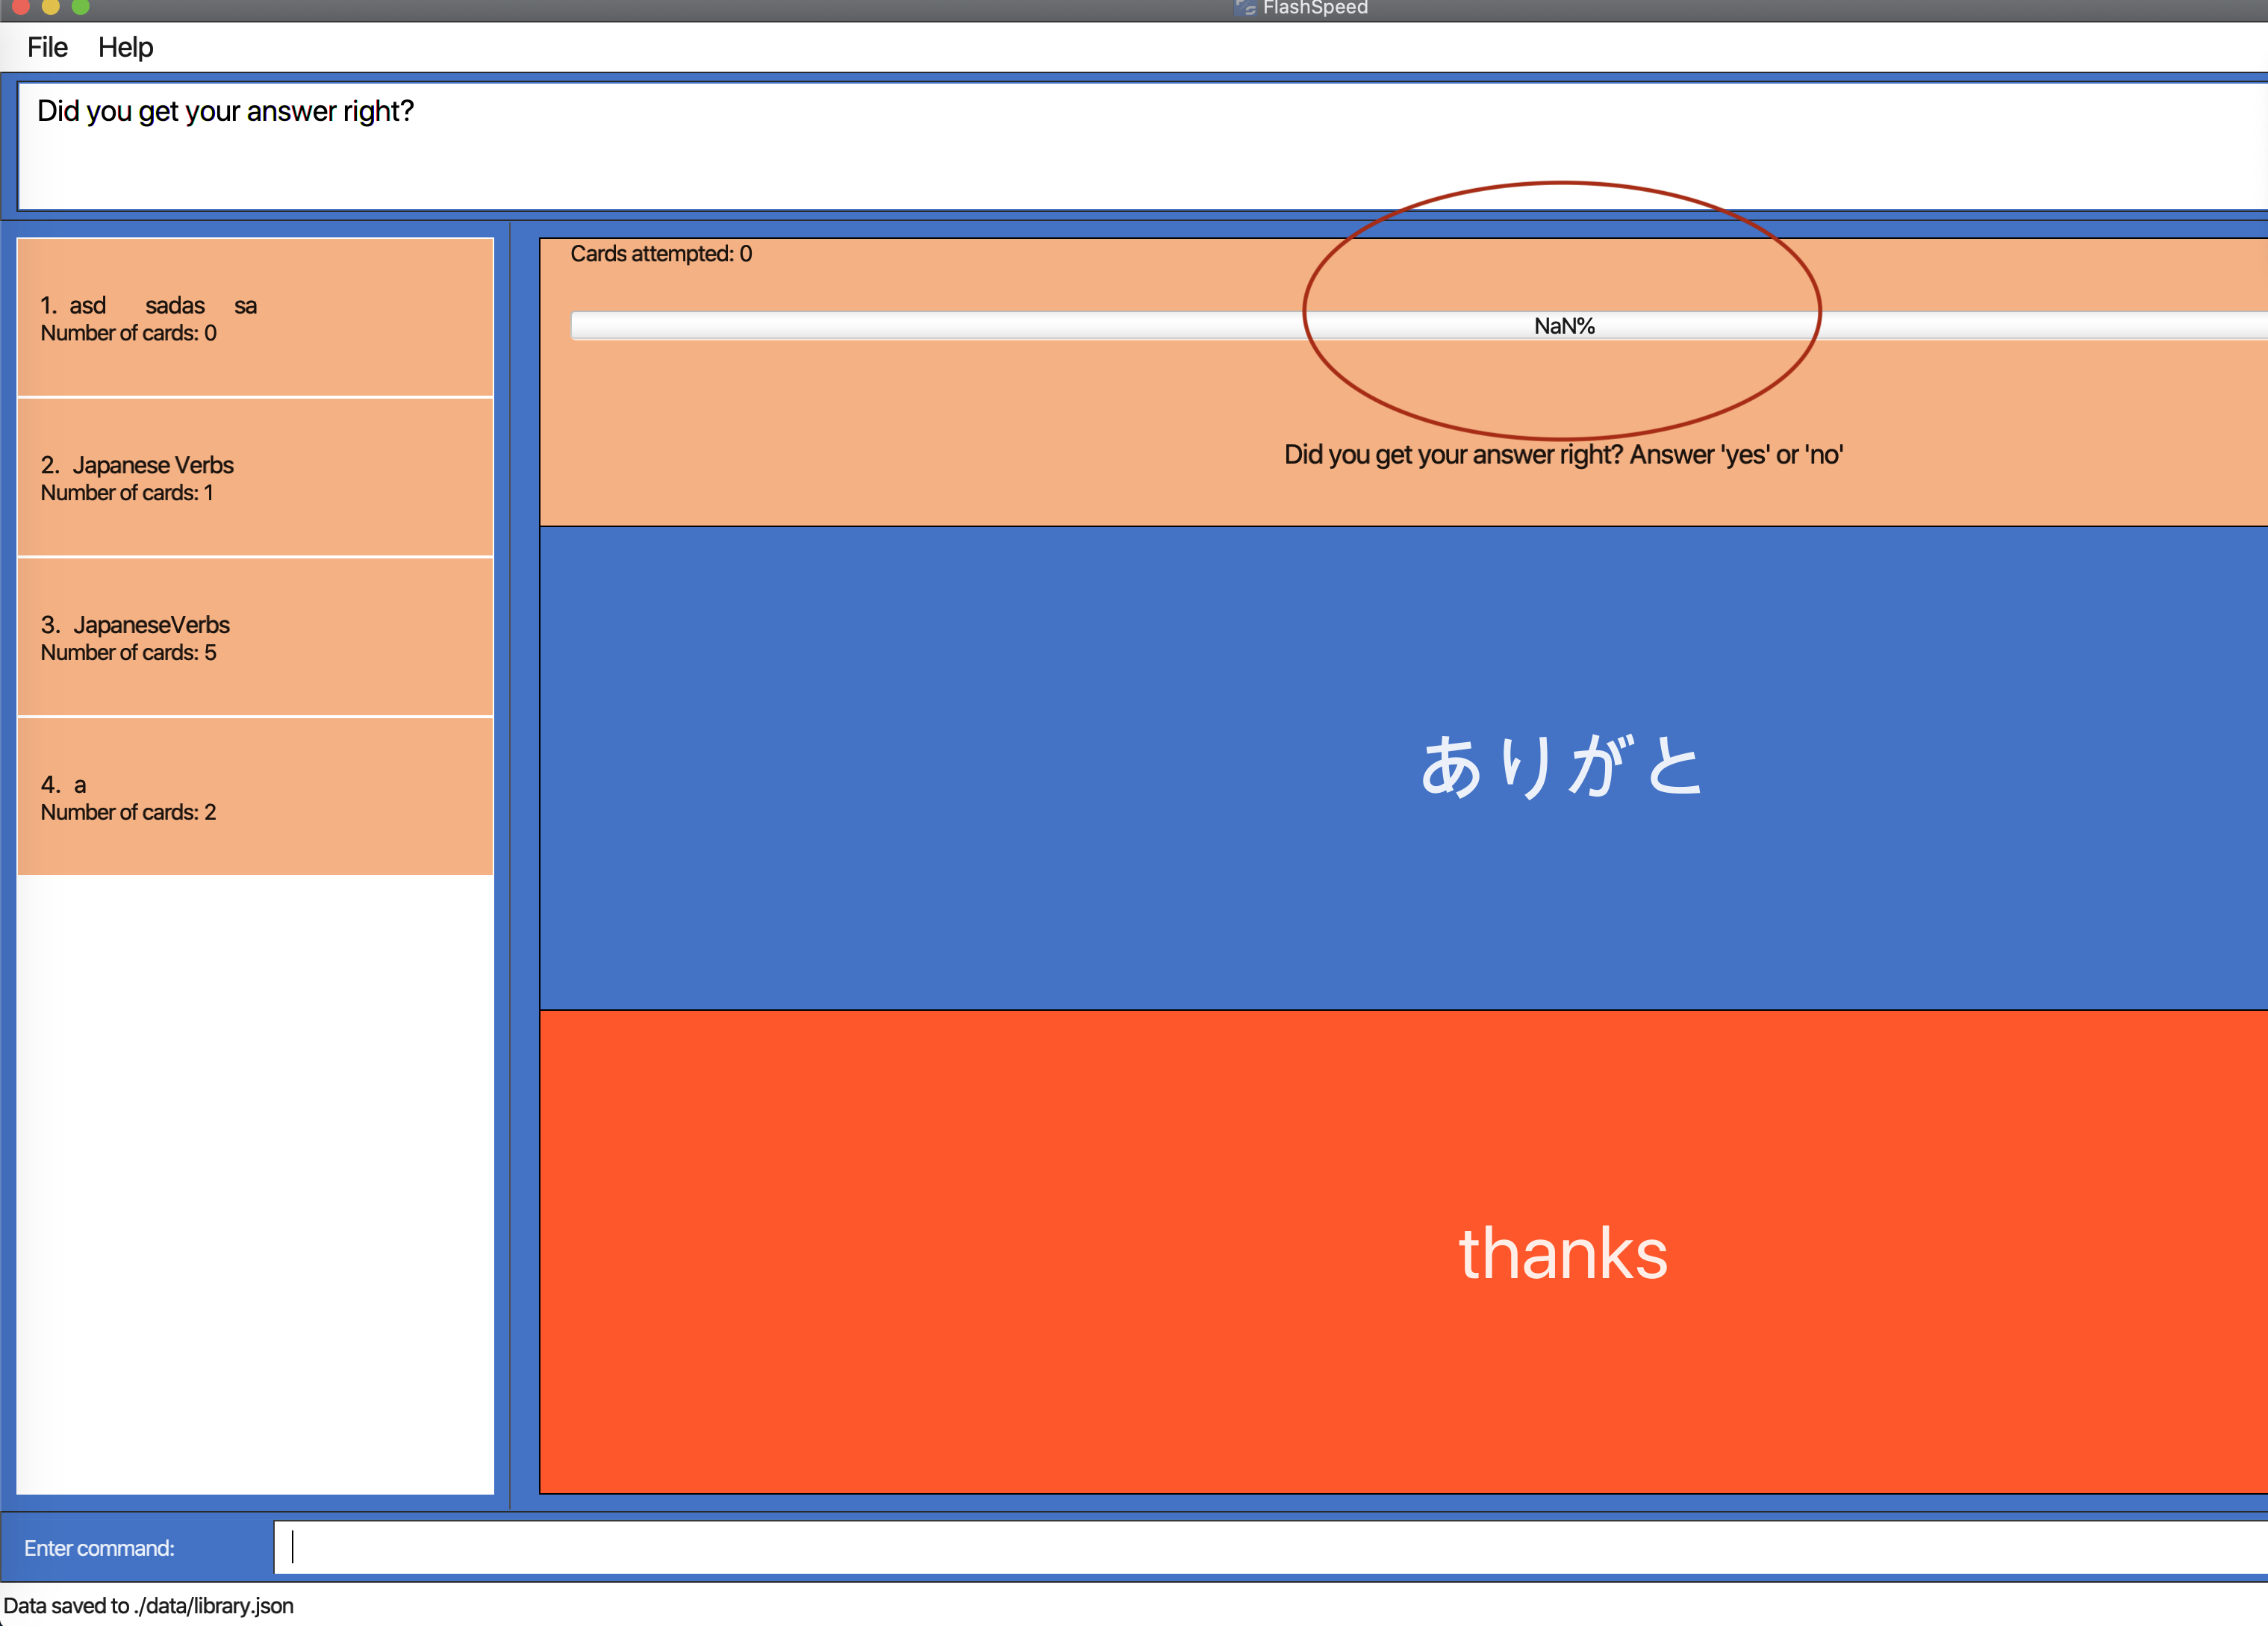 FlashSpeed
File Help
Did you get your answer right?
1. asd sadas sa
Number of cards: 0
2. Japanese Verbs
Number of cards: 1
3. JapaneseVerbs
Number of cards: 5
4. a
Number of cards: 2
Cards attempted: 0
NaN%
Did you get your answer right? Answer 'yes' or 'no'
ありがと
thanks
Enter command:
Data saved to ./data/library.json